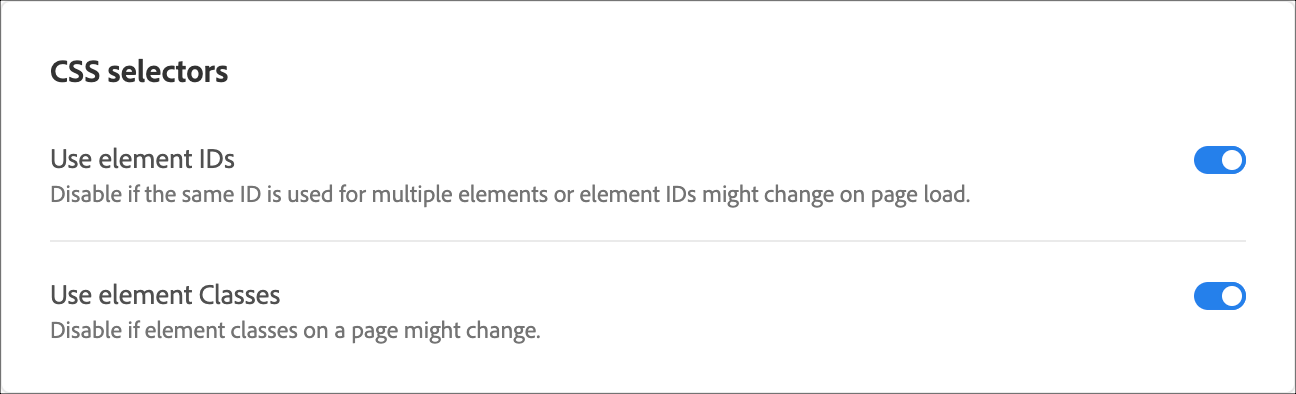 CSS selectors
Use element IDs
Disable if the same ID is used for multiple elements or element IDs might change on page load.
Use element Classes
Disable if element classes on a page might change.